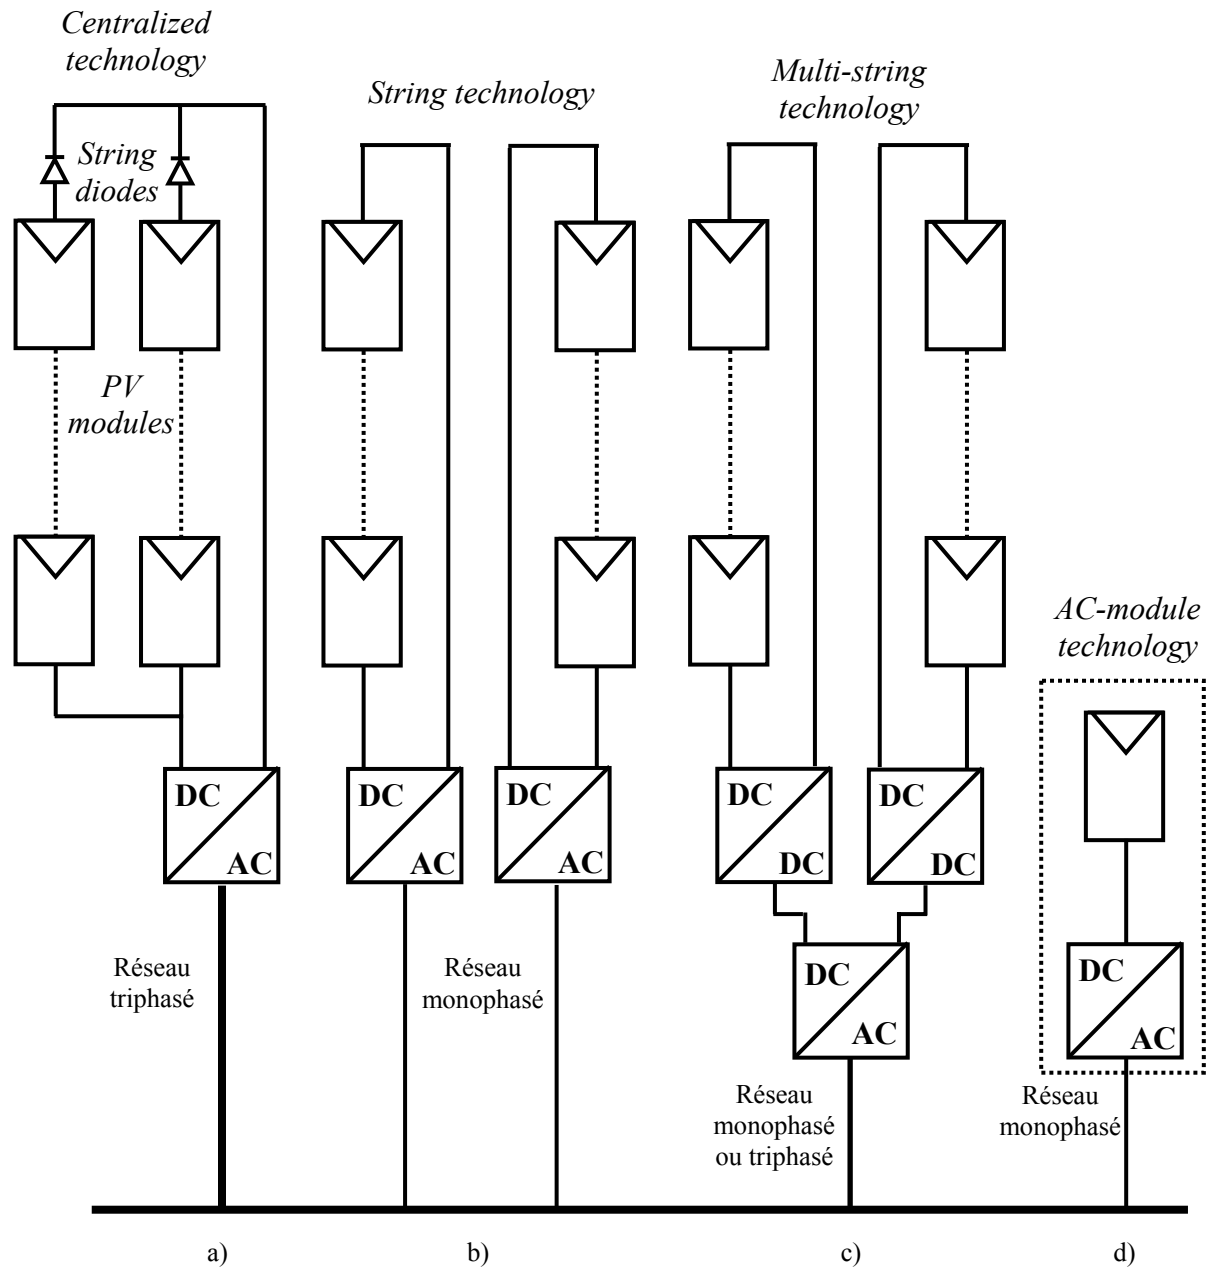 Centralized
technology
String
diodes
PV
modules
DC
AC
Réseau
triphasé
a)
String technology
DC
AC
DC
AC
Réseau
monophasé
b)
Multi-string
technology
DC
DC
DC
DC
DC
AC
Réseau
monophasé
ou triphasé
c)
AC-module
technology
DC
AC
Réseau
monophasé
d)